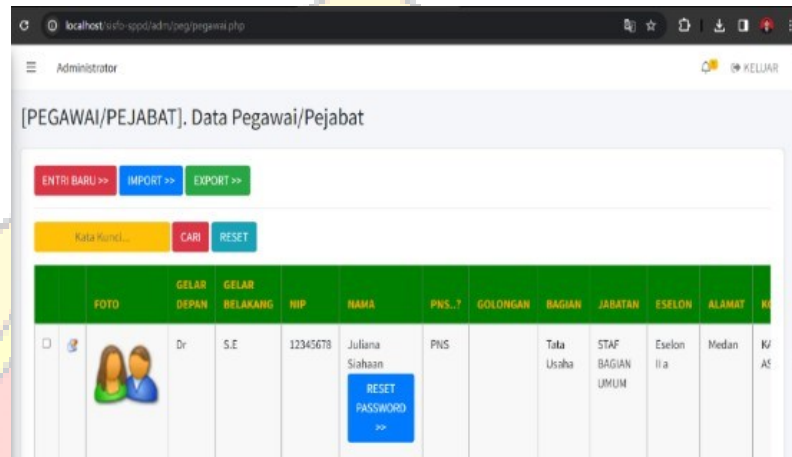 localhost/sisfo-sppd/adm/peg/pegawai.php
Administrator
KELUAR
[PEGAWAI/PEJABAT]. Data Pegawai/Pejabat
ENTRI BARU >> IMPORT >> EXPORT >>
Kata Kunci... CARI RESET
FOTO GELAR DEPAN GELAR BELAKANG NIP NAMA PNS..? GOLONGAN BAGIAN JABATAN ESELON ALAMAT
Dr S.E 12345678 Juliana Siahaan PNS Tata Usaha STAF BAGIAN UMUM Eselon II a Medan
RESET
PASSWORD
>>